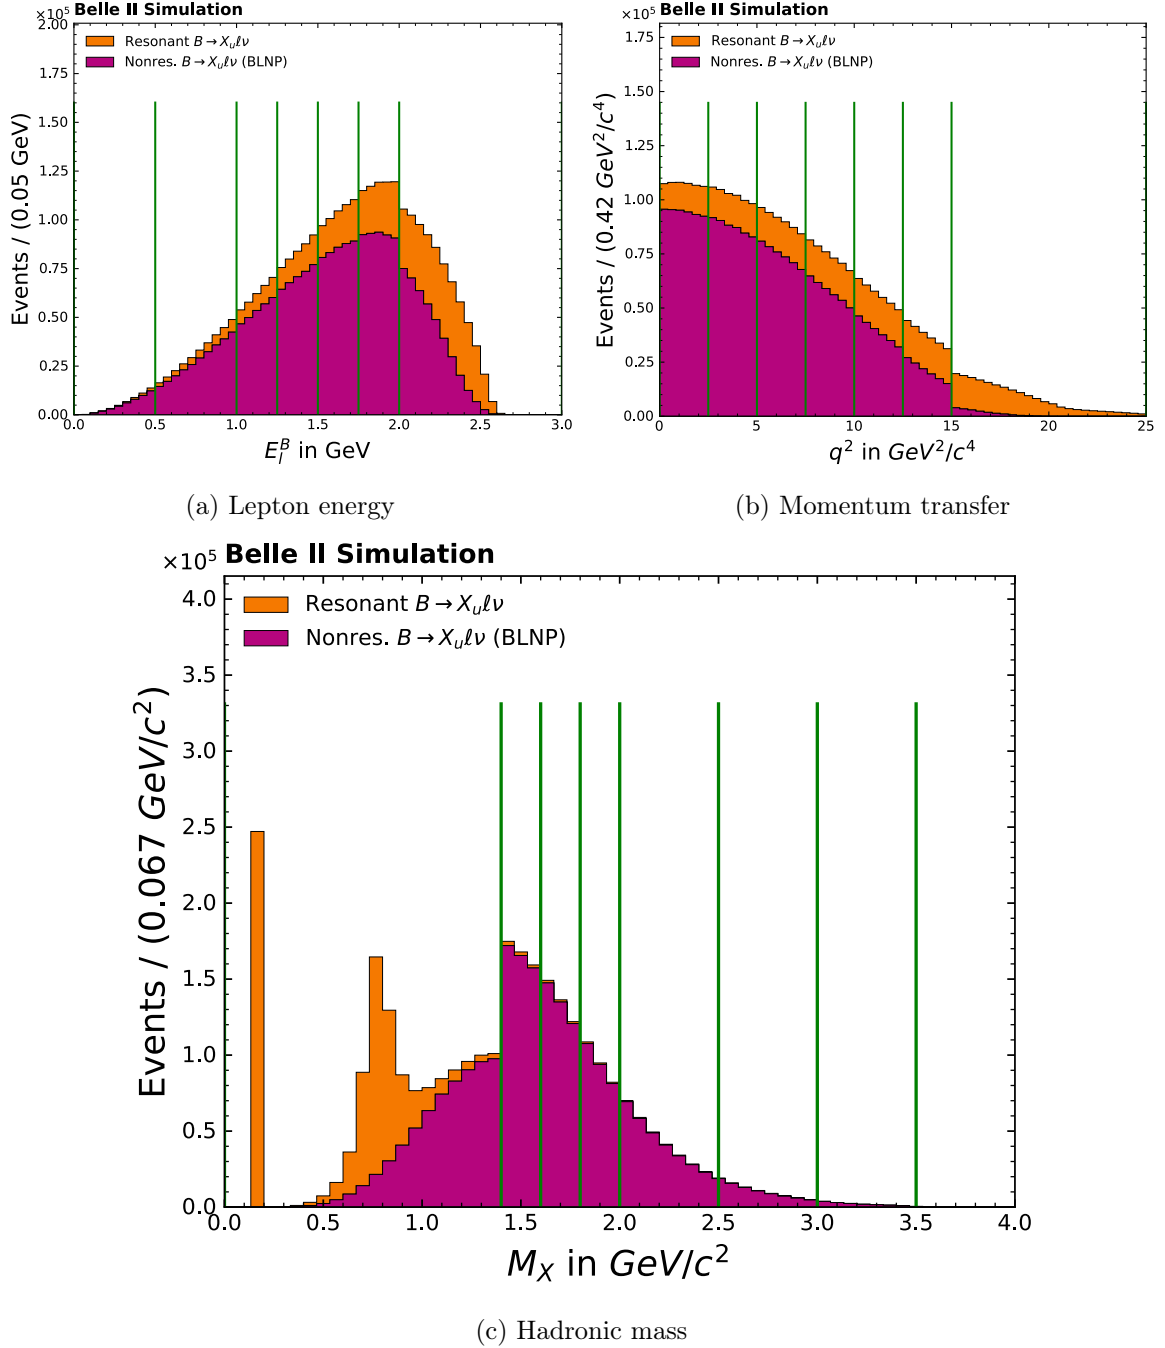 Belle II Simulation
×10⁵
Resonant B → X_uℓν
Nonres. B → X_uℓν (BLNP)
Events / (0.05 GeV)
2.00
1.75
1.50
1.25
1.00
0.75
0.50
0.25
0.00
0.0 0.5 1.0 1.5 2.0 2.5 3.0
E_l^B in GeV
(a) Lepton energy
Belle II Simulation
×10⁵
Resonant B → X_uℓν
Nonres. B → X_uℓν (BLNP)
Events / (0.42 GeV²/c⁴)
1.75
1.50
1.25
1.00
0.75
0.50
0.25
0.00
0 5 10 15 20 25
q² in GeV²/c⁴
(b) Momentum transfer
Belle II Simulation
×10⁵
Resonant B → X_uℓν
Nonres. B → X_uℓν (BLNP)
Events / (0.067 GeV/c²)
4.0
3.5
3.0
2.5
2.0
1.5
1.0
0.5
0.0
0.0 0.5 1.0 1.5 2.0 2.5 3.0 3.5 4.0
M_X in GeV/c²
(c) Hadronic mass